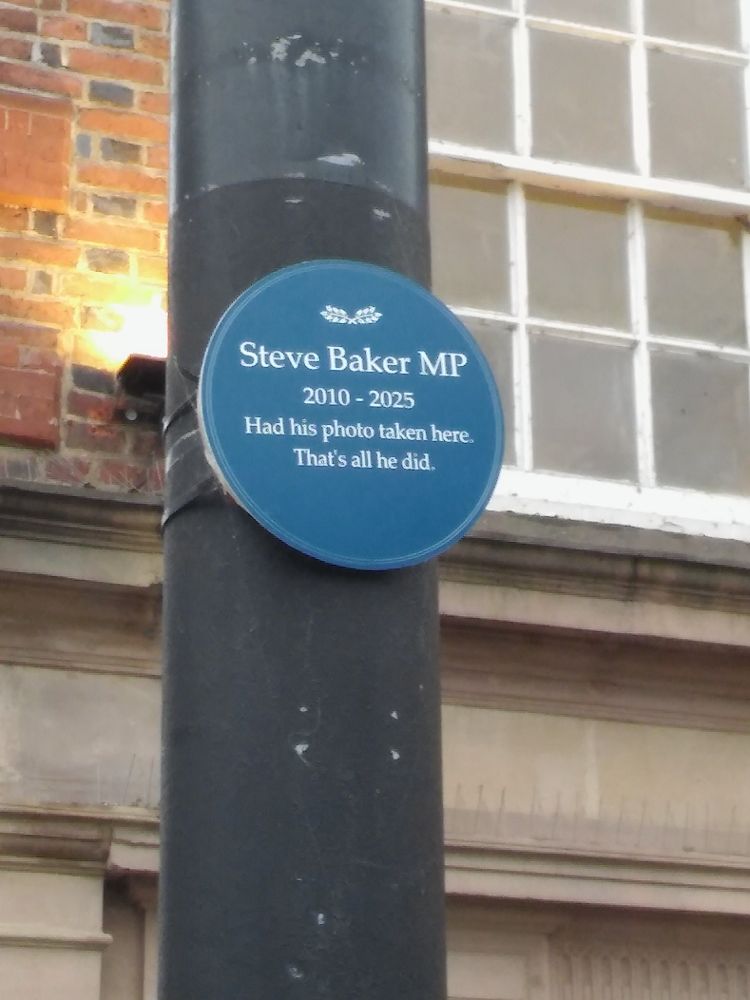 Steve Baker MP
2010 - 2025
Had his photo taken here.
That's all he did.